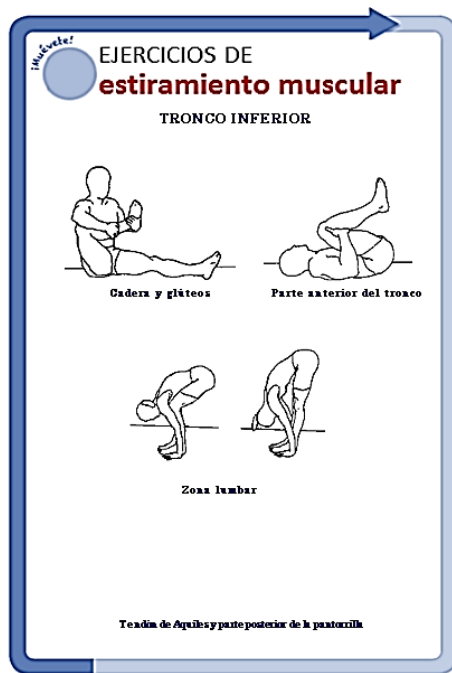 ¡Muévete!
EJERCICIOS DE
estiramiento muscular
TRONCO INFERIOR
Cadera y glúteos Parte anterior del tronco
Zona lumbar
Tendón de Aquiles y parte posterior de la pantorrilla